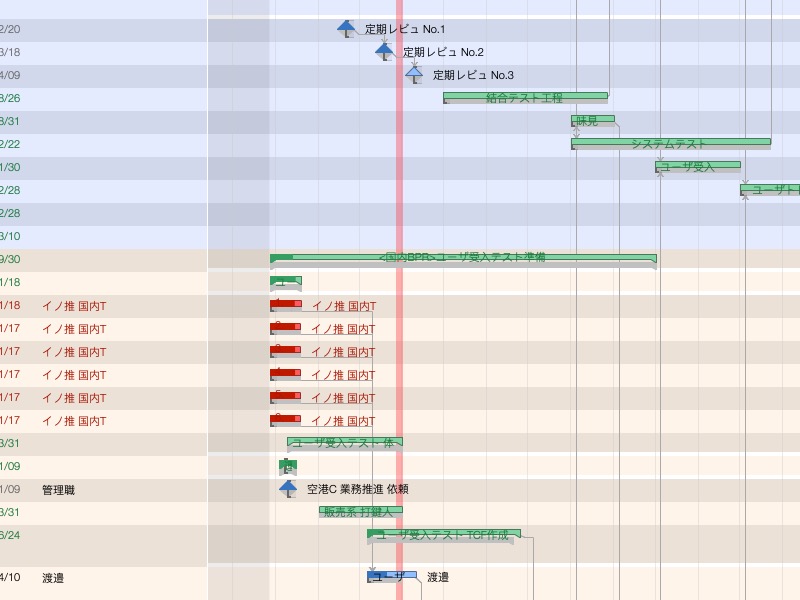 2/20 定期レビュ No.1
3/18 定期レビュ No.2
4/09 定期レビュ No.3
8/26 結合テスト工程
8/31 味見
2/22 システムテスト
1/30 ユーザ受入
2/28 ユーザト
2/28
3/10
9/30 <国内BPR>ユーザ受入テスト準備
1/18 ユ
1/18 イノ推 国内T イノ推 国内T
1/17 イノ推 国内T イノ推 国内T
1/17 イノ推 国内T イノ推 国内T
1/17 イノ推 国内T イノ推 国内T
1/17 イノ推 国内T イノ推 国内T
1/17 イノ推 国内T イノ推 国内T
3/31 ユーザ受入テスト 体
1/09
1/09 管理職 空港C 業務推進 依頼
3/31 販売系 打鍵人
6/24 ユーザ受入テスト TCF作成
4/10 渡邉 ユーザ 渡邉